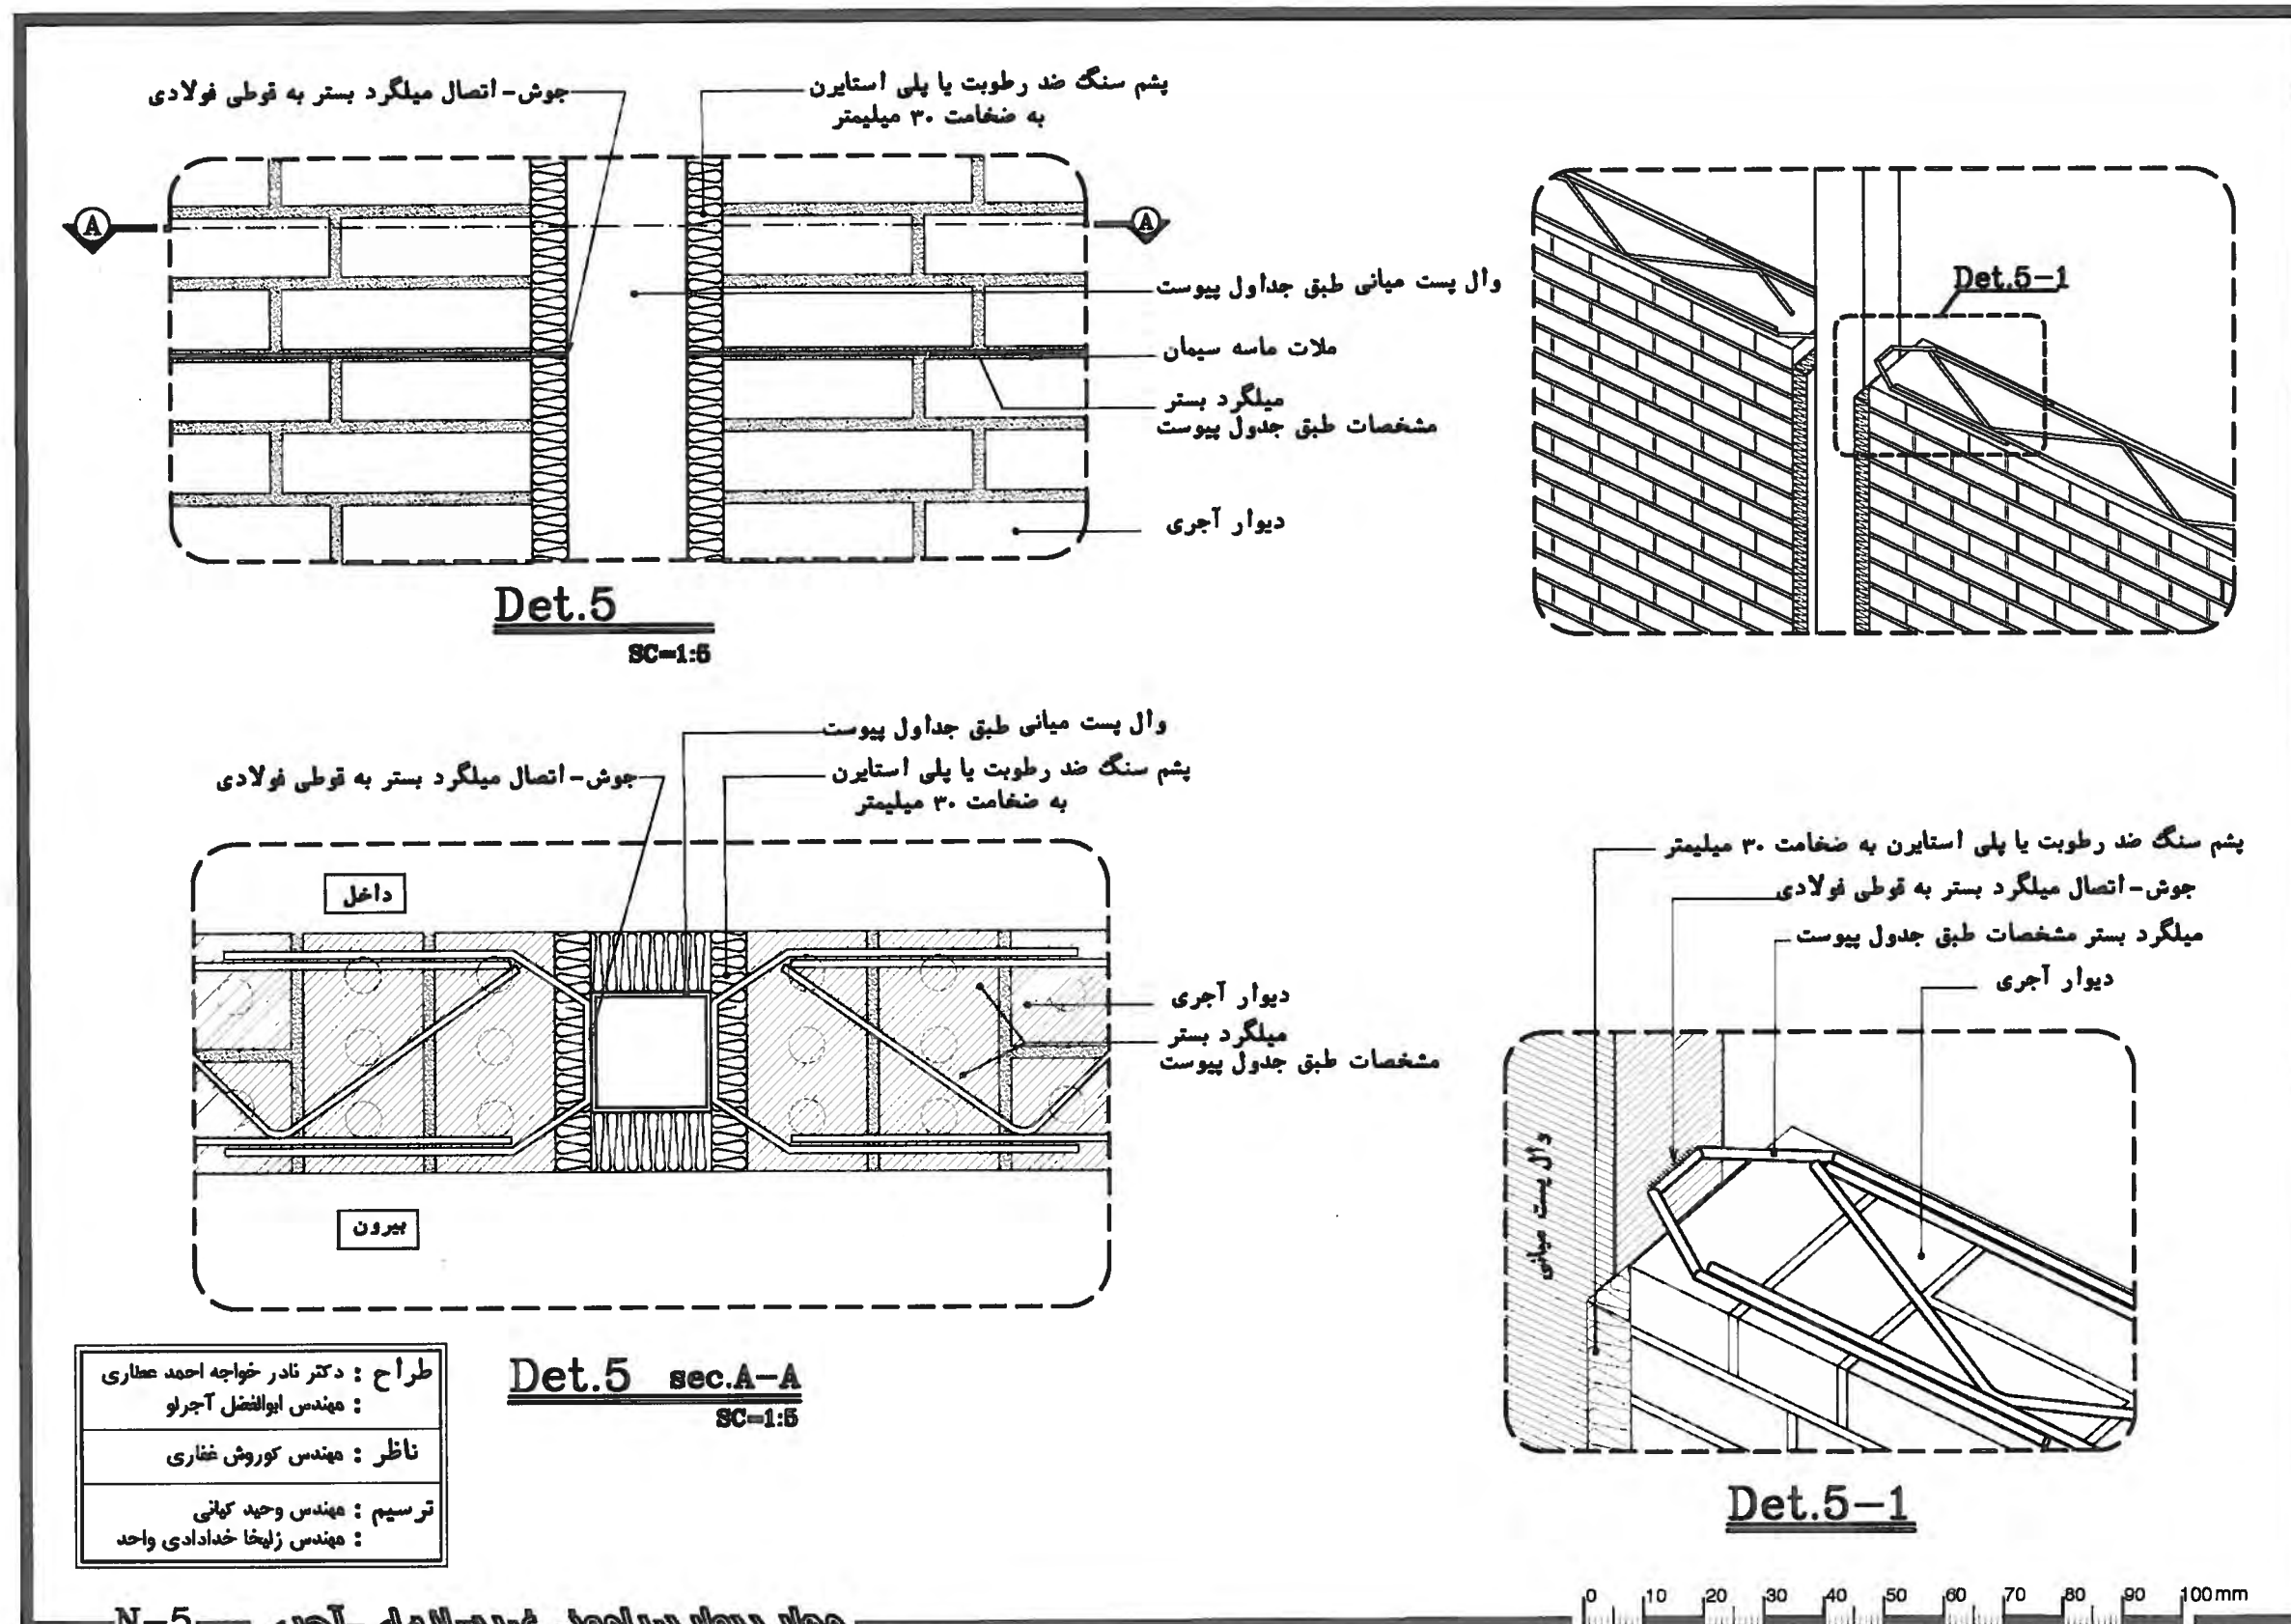 جوش-اتصال میلگرد بستر به قوطی فولادی
پشم سنگ ضد رطوبت یا پلی استایرن
به ضخامت ۳۰ میلیمتر
A
A
وال پست میانی طبق جداول پیوست
ملات ماسه سیمان
میلگرد بستر
مشخصات طبق جدول پیوست
دیوار آجری
Det.5
SC=1:5
Det.5-1
وال پست میانی طبق جداول پیوست
جوش-اتصال میلگرد بستر به قوطی فولادی
پشم سنگ ضد رطوبت یا پلی استایرن
به ضخامت ۳۰ میلیمتر
داخل
دیوار آجری
میلگرد بستر
مشخصات طبق جدول پیوست
بیرون
Det.5 sec.A-A
SC=1:5
پشم سنگ ضد رطوبت یا پلی استایرن به ضخامت ۳۰ میلیمتر
جوش-اتصال میلگرد بستر به قوطی فولادی
میلگرد بستر مشخصات طبق جدول پیوست
دیوار آجری
وال پست میانی
Det.5-1
طراح : دکتر نادر خواجه احمد عطاری
: مهندس ابوالفضل آجرلو
ناظر : مهندس کوروش غفاری
ترسیم : مهندس وحید کیانی
: مهندس زلیخا خدادادی واحد
N-5
0 10 20 30 40 50 60 70 80 90 100mm